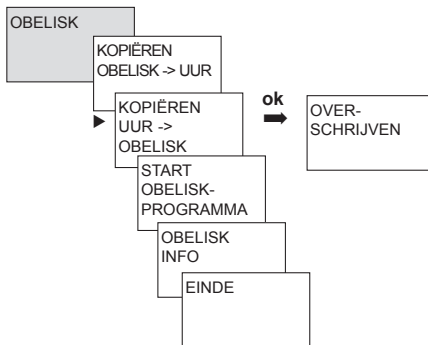 OBELISK
KOPIËREN
OBELISK -> UUR
KOPIËREN
UUR ->
OBELISK
ok
OVER-
SCHRIJVEN
START
OBELISK-
PROGRAMMA
OBELISK
INFO
EINDE